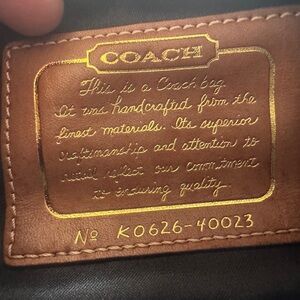 COACH
This is a Coach bag
It was handcrafted from the
finest materials. Its superior
craftsmanship and attention to
detail reflect our commitment
to enduring quality.
Nº K0626-40023